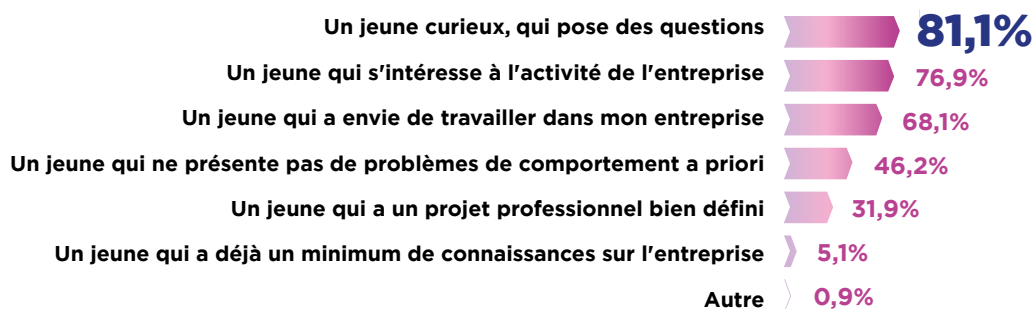 Un jeune curieux, qui pose des questions 81,1%
Un jeune qui s'intéresse à l'activité de l'entreprise 76,9%
Un jeune qui a envie de travailler dans mon entreprise 68,1%
Un jeune qui ne présente pas de problèmes de comportement a priori 46,2%
Un jeune qui a un projet professionnel bien défini 31,9%
Un jeune qui a déjà un minimum de connaissances sur l'entreprise 5,1%
Autre 0,9%